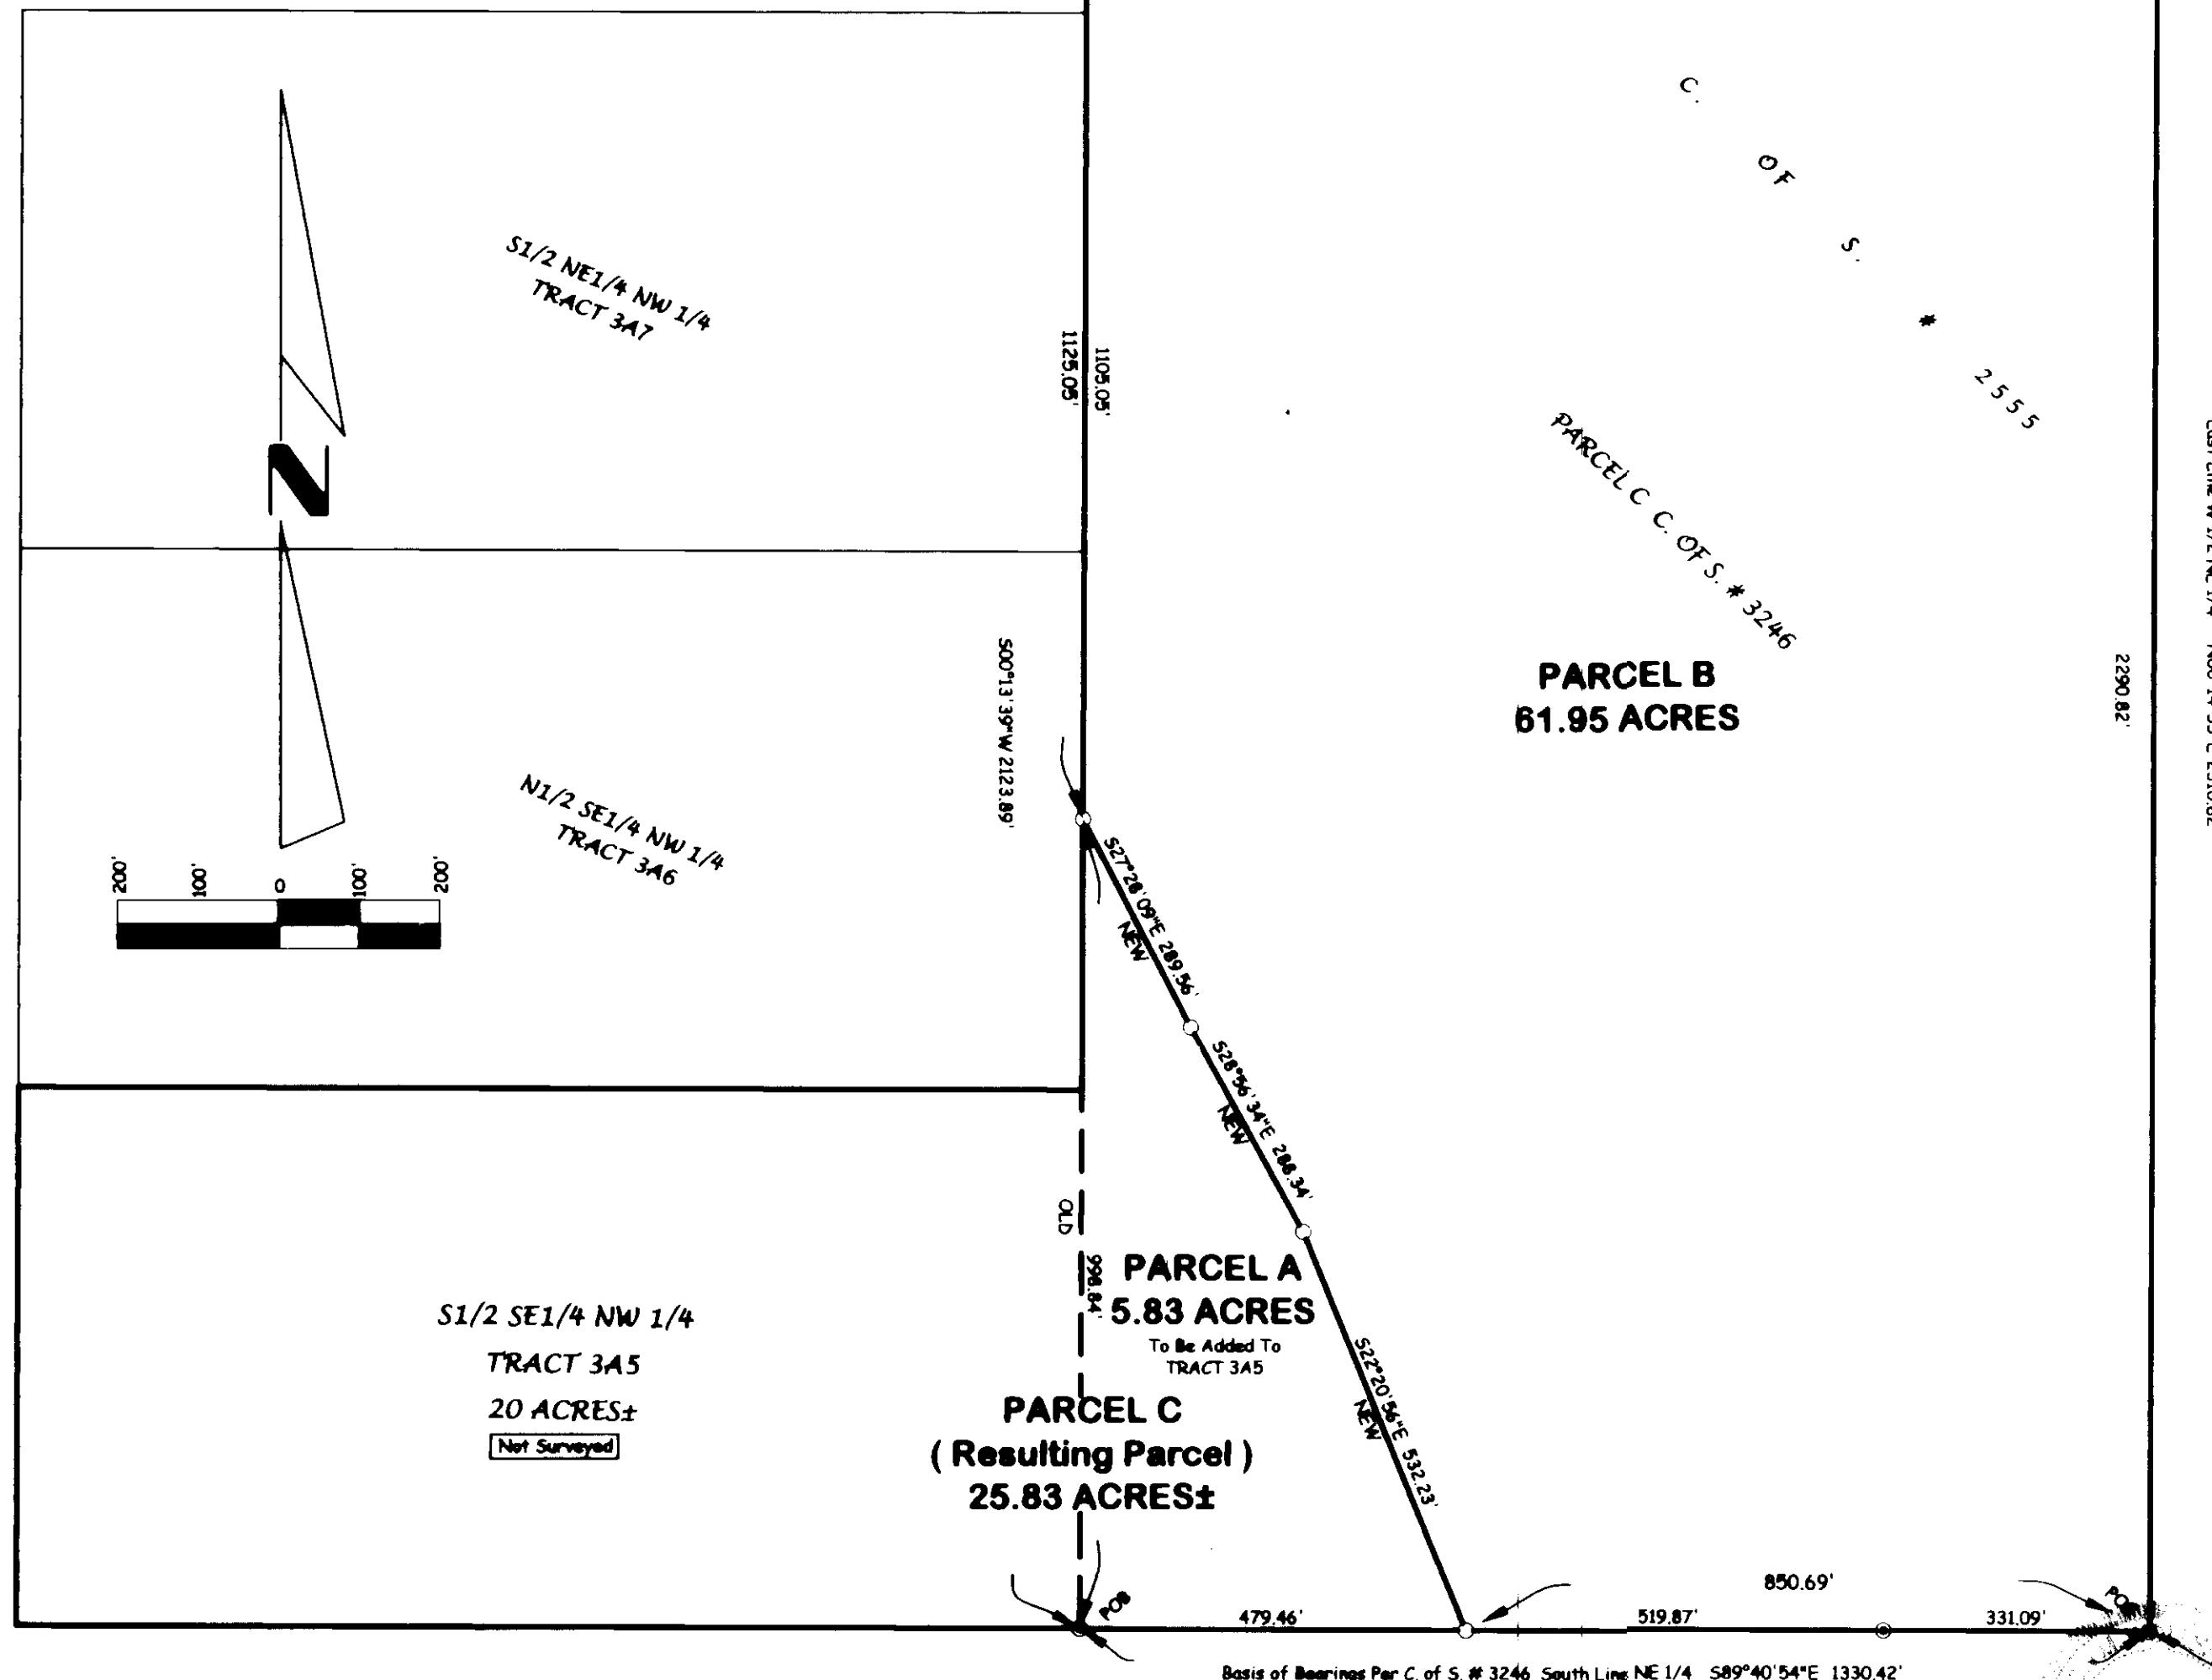 C. OF S. # 2555
S1/2 NE1/4 NW 1/4
TRACT 3A7
1105.05'
1125.05'
PARCEL C C. OF S. # 3246
N
PARCEL B
61.95 ACRES
2290.82'
S00°13'39"W 2123.89'
N1/2 SE1/4 NW 1/4
TRACT 3A6
200'
100'
0
100'
200'
S27°28'09"E 289.56'
NEW
S28°56'34"E 288.34'
NEW
OLD
998.84'
PARCEL A
5.83 ACRES
To Be Added To
TRACT 3A5
S1/2 SE1/4 NW 1/4
TRACT 3A5
20 ACRES±
Not Surveyed
S22°20'56"E 532.23'
NEW
PARCEL C
( Resulting Parcel )
25.83 ACRES±
850.69'
POB
479.46'
519.87'
331.09'
Basis of Bearings Per C. of S. # 3246 South Line NE 1/4 S89°40'54"E 1330.42'